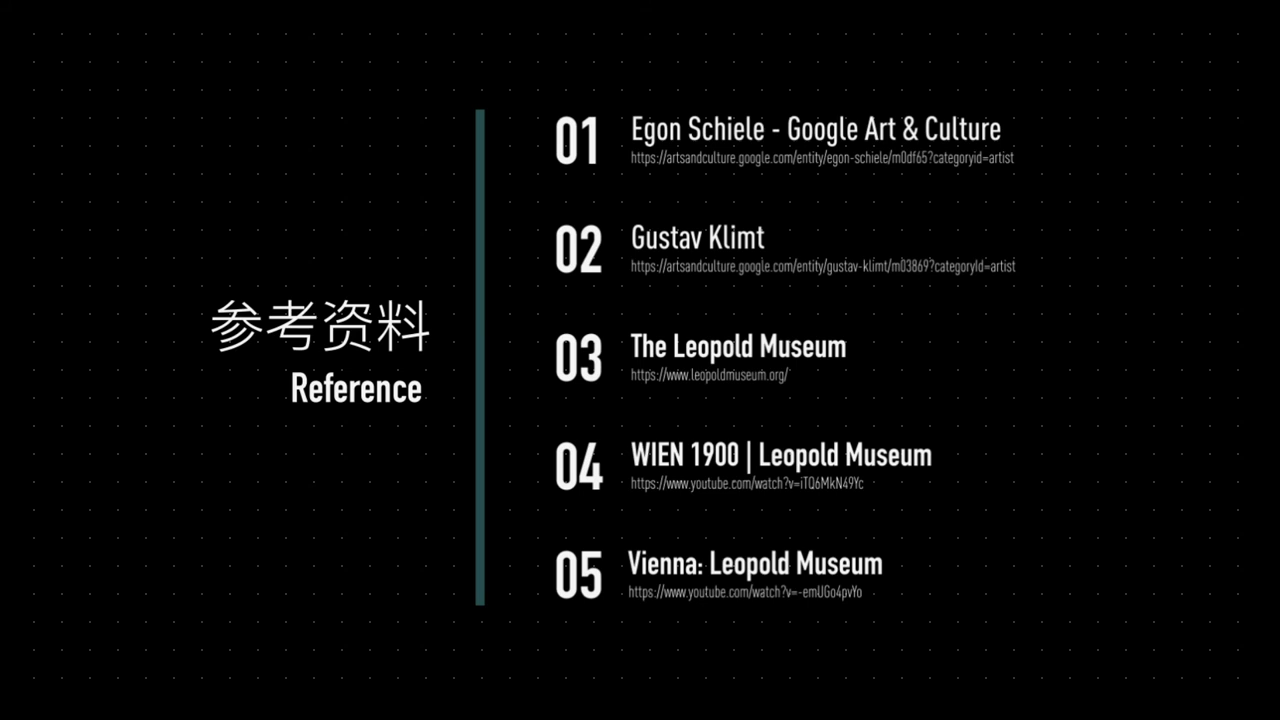 参考资料
Reference
01
Egon Schiele - Google Art & Culture
https://artsandculture.google.com/entity/egon-schiele/m0df65?categoryid=artist
02
Gustav Klimt
https://artsandculture.google.com/entity/gustav-klimt/m03869?categoryId=artist
03
The Leopold Museum
https://www.leopoldmuseum.org/
04
WIEN 1900 | Leopold Museum
https://www.youtube.com/watch?v=iTQ6MkN49Yc
05
Vienna: Leopold Museum
https://www.youtube.com/watch?v=-emUGo4pvYo